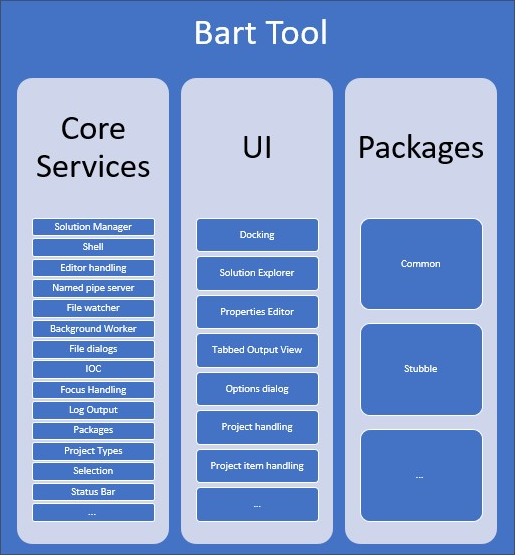 Bart Tool
Core
Services
Solution Manager
Shell
Editor handling
Named pipe server
File watcher
Background Worker
File dialogs
IOC
Focus Handling
Log Output
Packages
Project Types
Selection
Status Bar
...
UI
Docking
Solution Explorer
Properties Editor
Tabbed Output View
Options dialog
Project handling
Project item handling
...
Packages
Common
Stubble
...